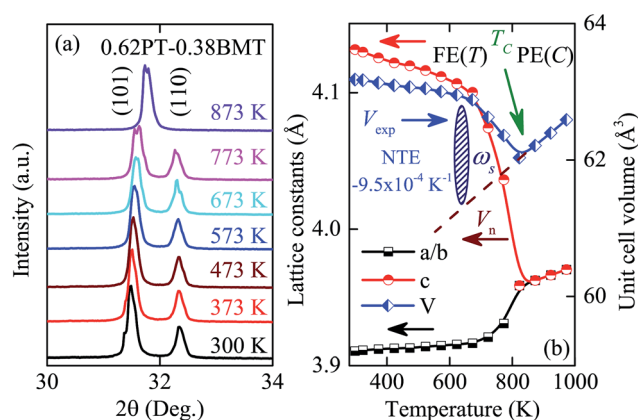 (a)
0.62PT-0.38BMT
(101)
(110)
873 K
773 K
673 K
573 K
473 K
373 K
300 K
Intensity (a.u.)
30
32
34
2θ (Deg.)
T_C
FE(T)
PE(C)
V_exp
NTE
-9.5x10^-4 K^-1
ω_s
V_n
a/b
c
V
(b)
4.1
4.0
3.9
Lattice constants (Å)
64
62
60
Unit cell volume (Å^3)
400
600
800
1000
Temperature (K)